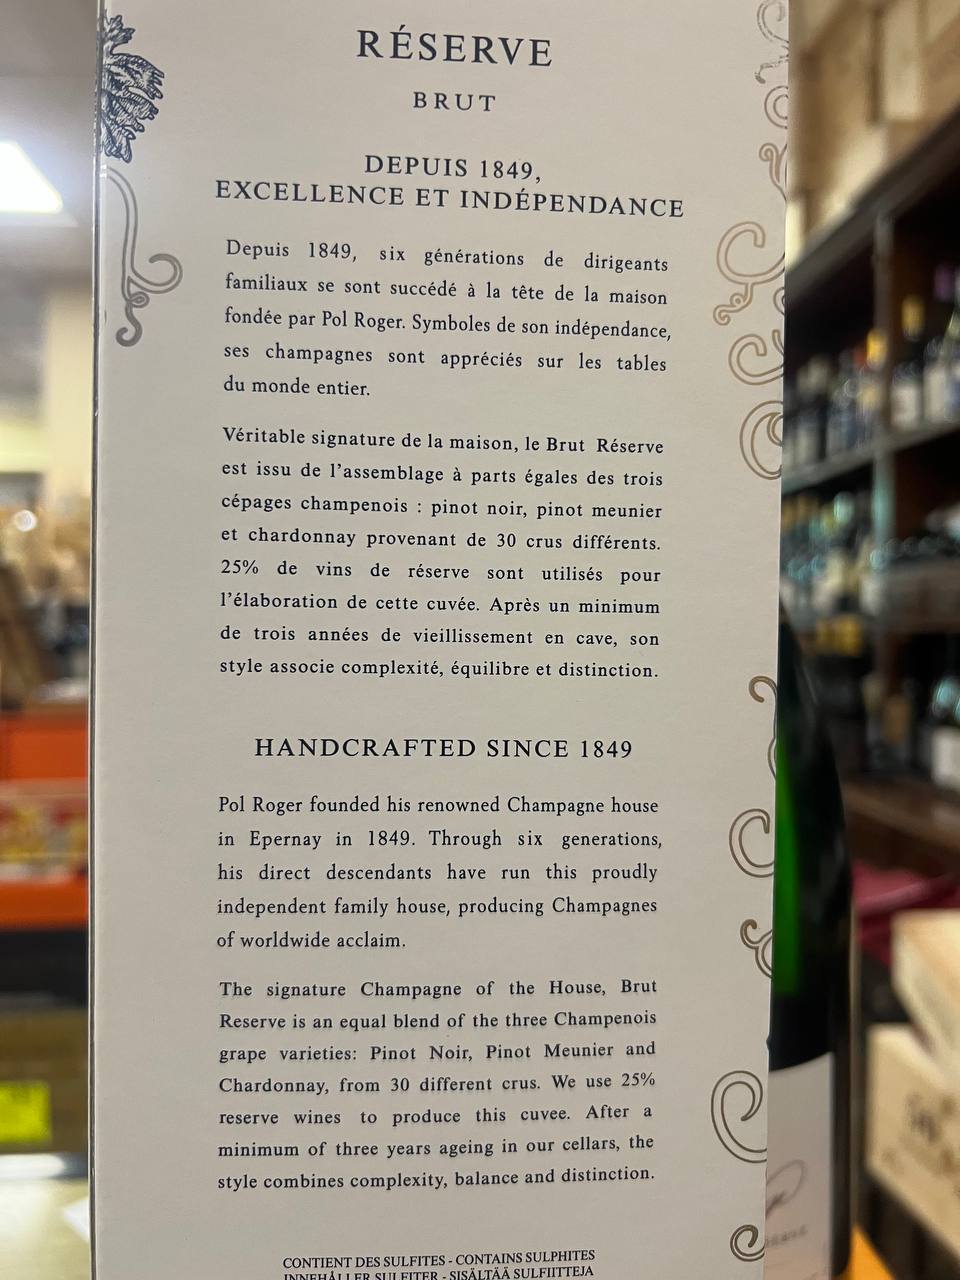 RÉSERVE
BRUT
DEPUIS 1849,
EXCELLENCE ET INDÉPENDANCE
Depuis 1849, six générations de dirigeants
familiaux se sont succédé à la tête de la maison
fondée par Pol Roger. Symboles de son indépendance,
ses champagnes sont appréciés sur les tables
du monde entier.
Véritable signature de la maison, le Brut Réserve
est issu de l'assemblage à parts égales des trois
cépages champenois : pinot noir, pinot meunier
et chardonnay provenant de 30 crus différents.
25% de vins de réserve sont utilisés pour
l'élaboration de cette cuvée. Après un minimum
de trois années de vieillissement en cave, son
style associe complexité, équilibre et distinction.
HANDCRAFTED SINCE 1849
Pol Roger founded his renowned Champagne house
in Epernay in 1849. Through six generations,
his direct descendants have run this proudly
independent family house, producing Champagnes
of worldwide acclaim.
The signature Champagne of the House, Brut
Reserve is an equal blend of the three Champenois
grape varieties: Pinot Noir, Pinot Meunier and
Chardonnay, from 30 different crus. We use 25%
reserve wines to produce this cuvee. After a
minimum of three years ageing in our cellars, the
style combines complexity, balance and distinction.
CONTIENT DES SULFITES - CONTAINS SULPHITES
INNEHÅLLER SULFITER - SISÄLTÄÄ SULFIITTEJA